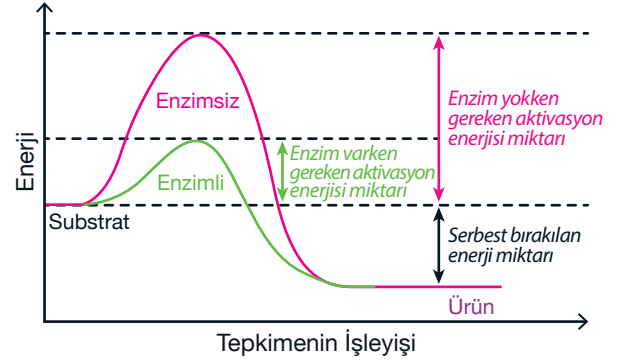 Enerji
Enzimsiz
Enzim yokken
gereken aktivasyon
enerjisi miktarı
Enzim varken
gereken aktivasyon
enerjisi miktarı
Enzimli
Substrat
Serbest bırakılan
enerji miktarı
Ürün
Tepkimenin İşleyişi